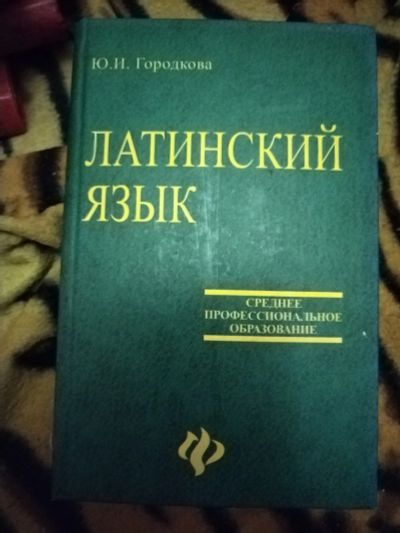 Ю.И. Городкова
ЛАТИНСКИЙ
ЯЗЫК
СРЕДНЕЕ
ПРОФЕССИОНАЛЬНОЕ
ОБРАЗОВАНИЕ